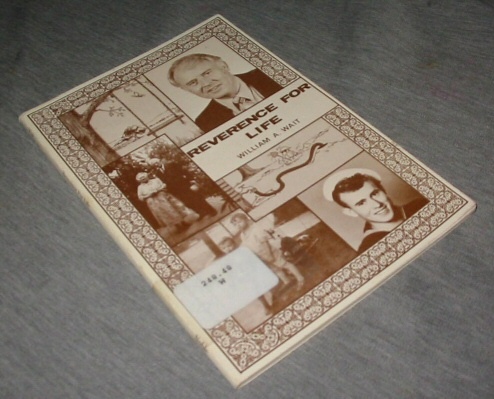 REVERENCE FOR
LIFE
WILLIAM A. WAIT
248.48
W